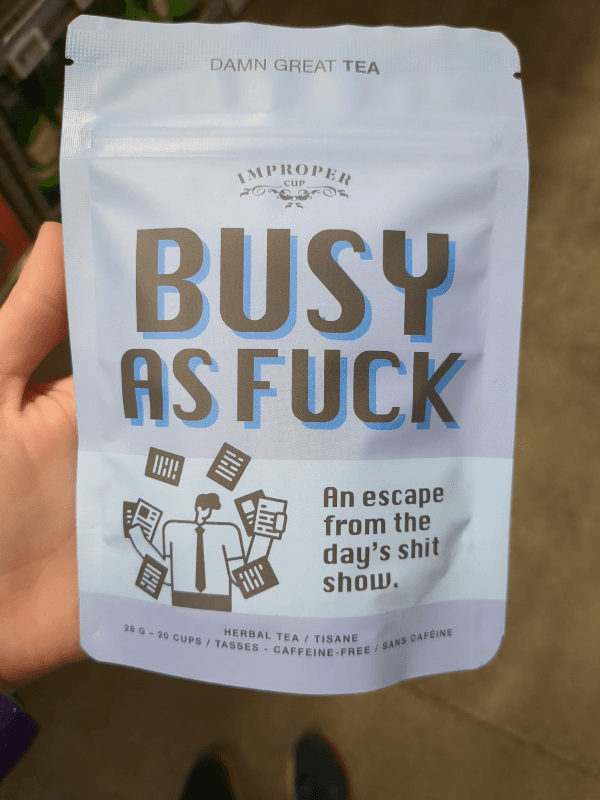 DAMN GREAT TEA
IMPROPER
CUP
BUSY
AS FUCK
An escape
from the
day's shit
show.
HERBAL TEA / TISANE
28 G - 20 CUPS / TASSES - CAFFEINE-FREE / SANS CAFÉINE